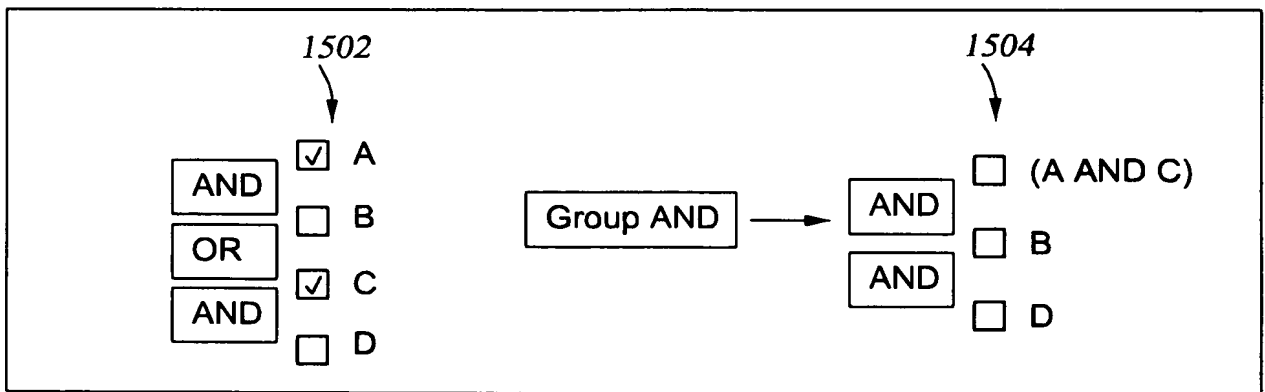 1502
1504
A
AND
B
OR
C
AND
D
Group AND
(A AND C)
AND
B
AND
D